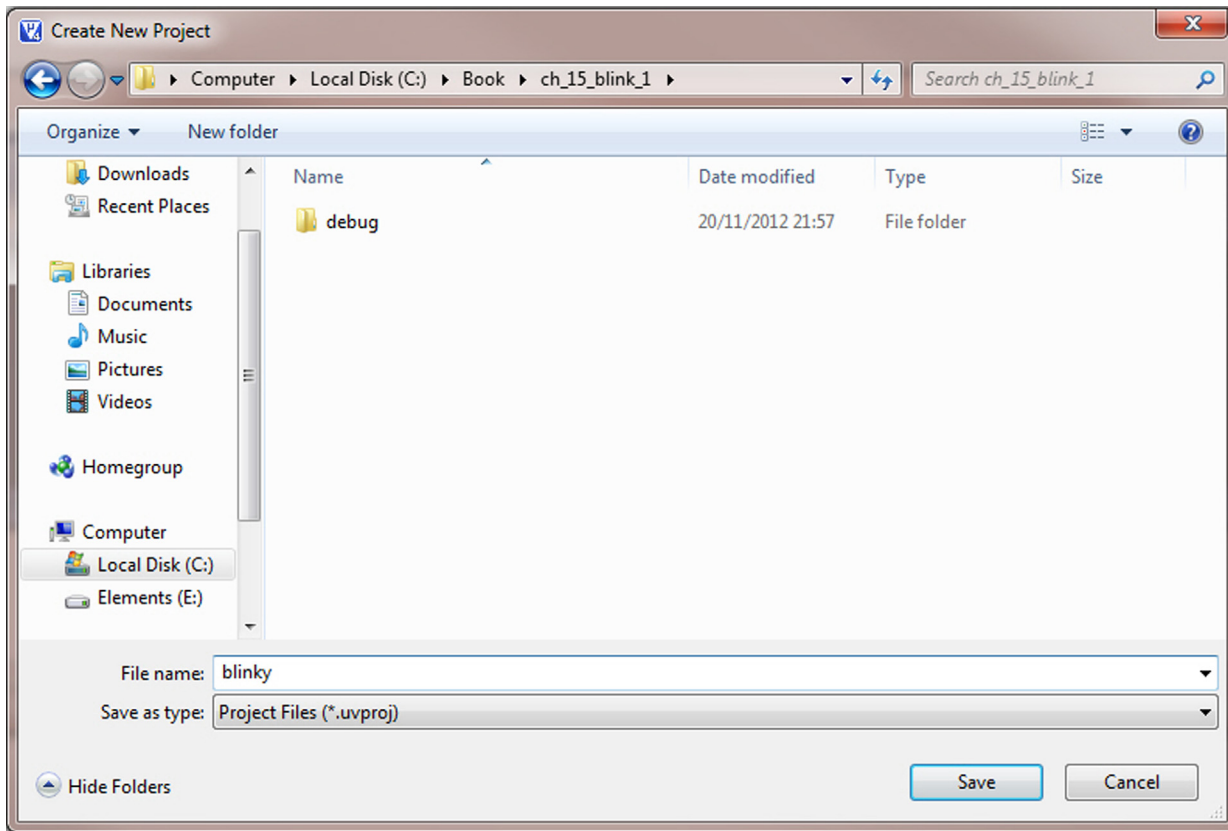 Create New Project
Computer Local Disk (C:) Book ch_15_blink_1
Search ch_15_blink_1
Organize New folder
Name Date modified Type Size
debug 20/11/2012 21:57 File folder
Downloads
Recent Places
Libraries
Documents
Music
Pictures
Videos
Homegroup
Computer
Local Disk (C:)
Elements (E:)
File name: blinky
Save as type: Project Files (*.uvproj)
Hide Folders
Save
Cancel